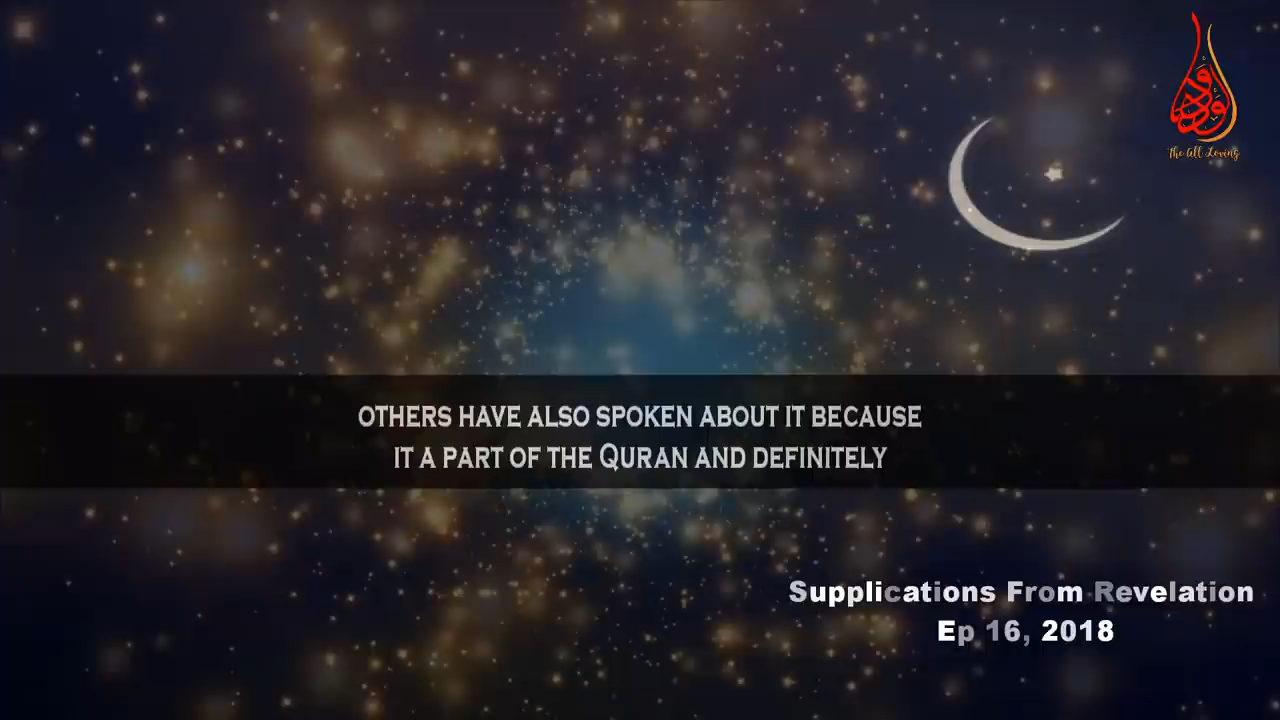 الودود
The All Loving
OTHERS HAVE ALSO SPOKEN ABOUT IT BECAUSE
IT A PART OF THE QURAN AND DEFINITELY
Supplications From Revelation
Ep 16, 2018